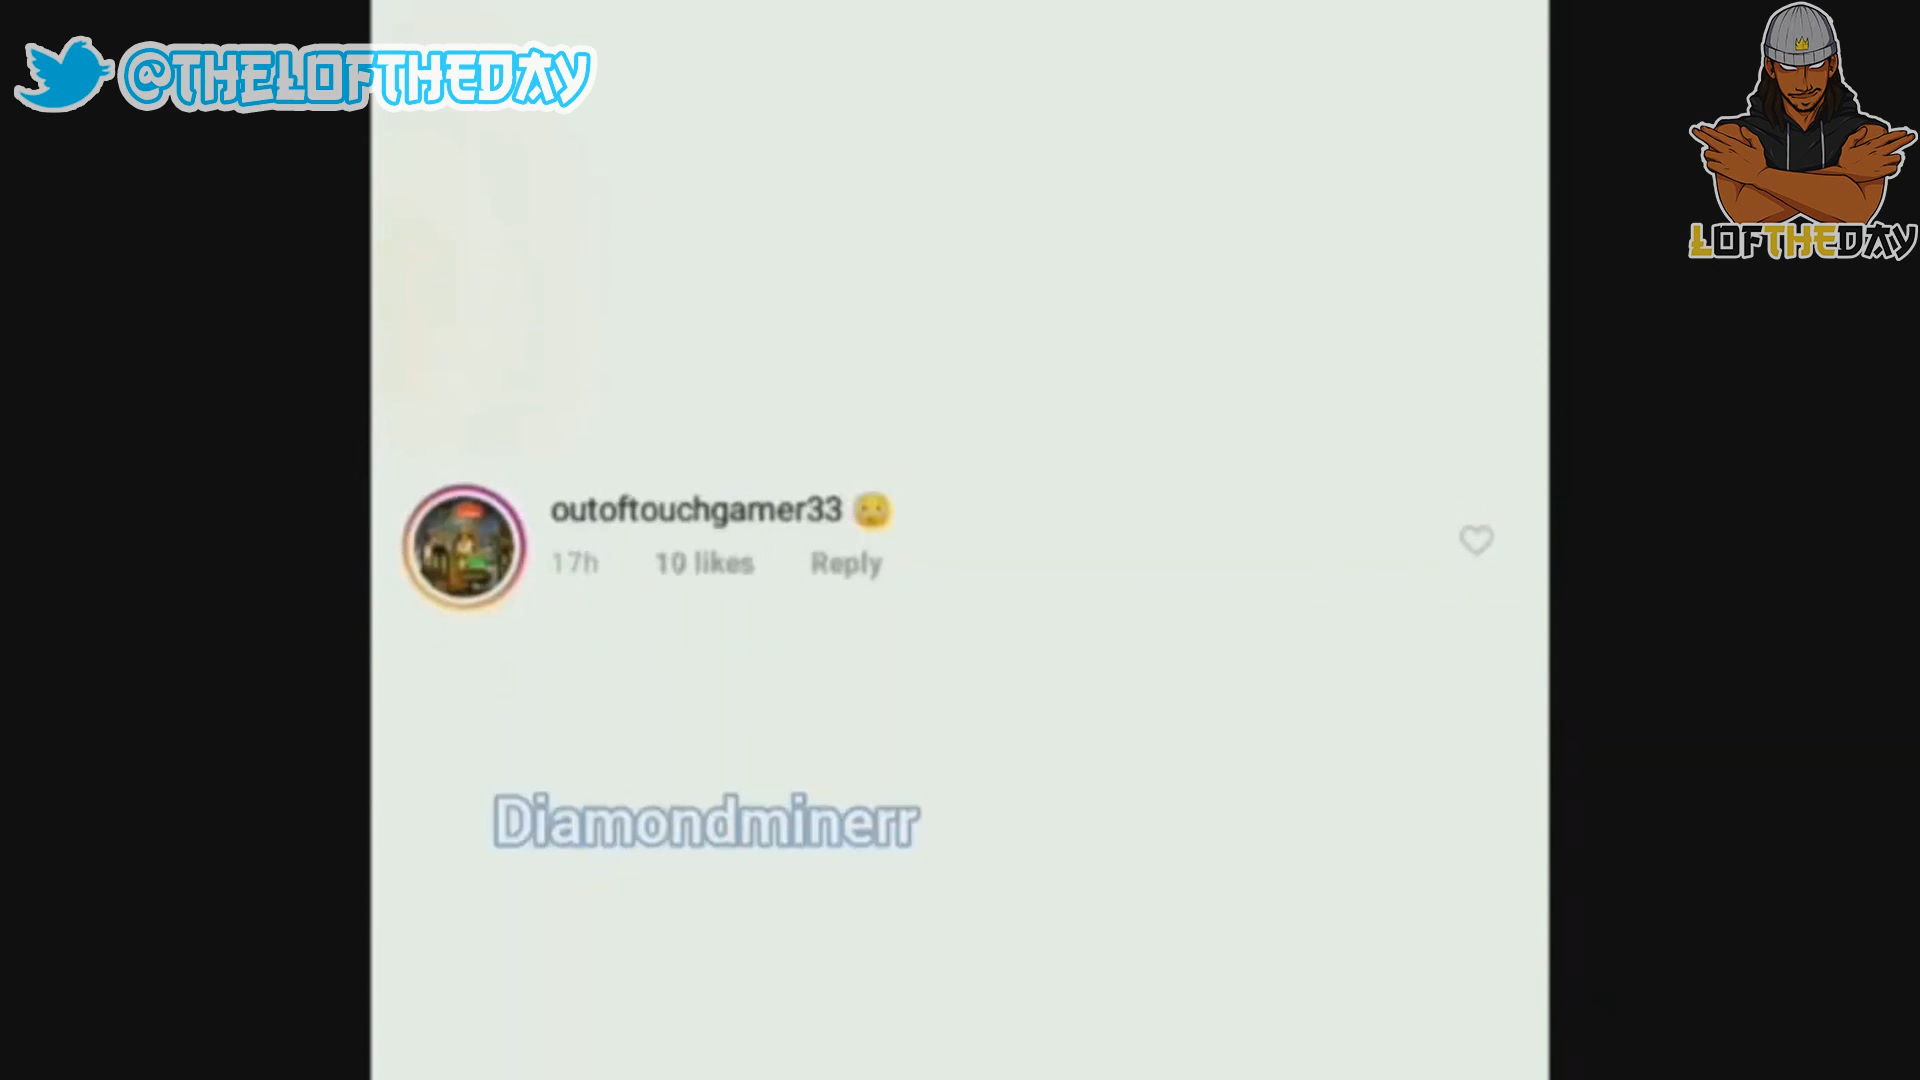 @THELOFTHEDAY
LOFTHEDAY
outoftouchgamer33 😳
17h 10 likes Reply
Diamondminerr